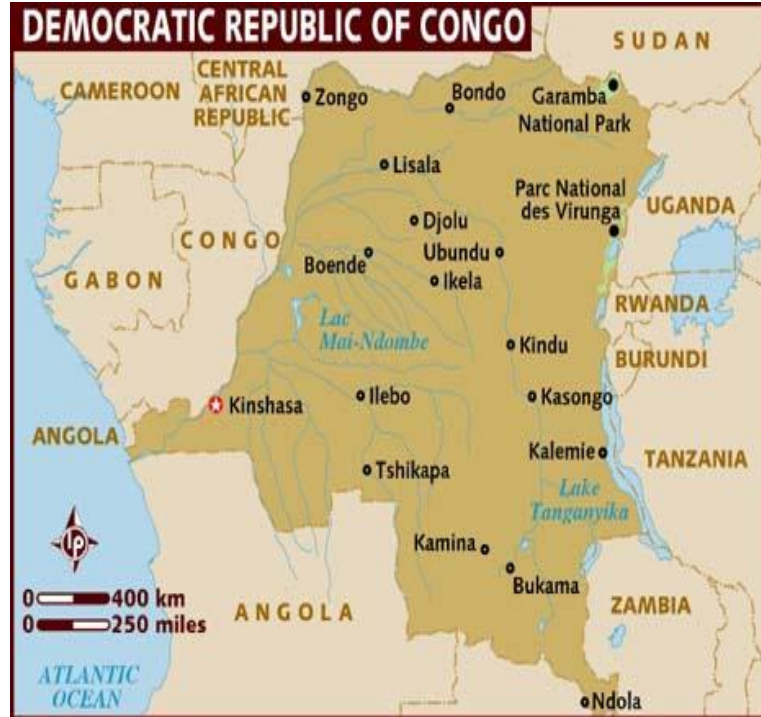 DEMOCRATIC REPUBLIC OF CONGO
SUDAN
CAMEROON
CENTRAL
AFRICAN
REPUBLIC
Zongo
Bondo
Garamba
National Park
Lisala
Parc National
des Virunga
UGANDA
Djolu
CONGO
Ubundu
Boende
Ikela
GABON
RWANDA
Lac
Mai-Ndombe
Kindu
BURUNDI
Kinshasa
Ilebo
Kasongo
ANGOLA
Kalemie
TANZANIA
Tshikapa
Lake
Tanganyika
Kamina
Bukama
lp
0 400 km
0 250 miles
ANGOLA
ZAMBIA
ATLANTIC
OCEAN
Ndola